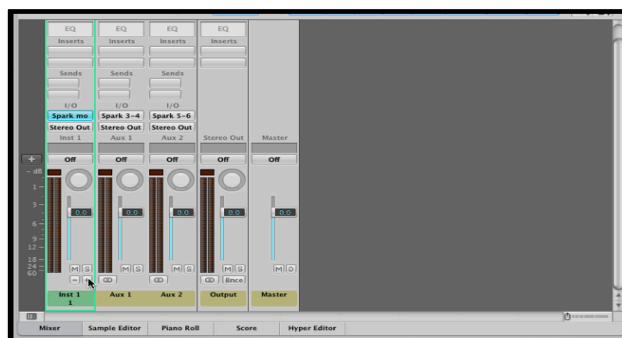 EQ EQ EQ EQ
Inserts Inserts Inserts Inserts
Sends Sends Sends
I/O I/O I/O
Spark mo Spark 3-4 Spark 5-6
Stereo Out Stereo Out Stereo Out
Inst 1 Aux 1 Aux 2 Stereo Out Master
+ Off Off Off Off Off
- dB
1
3
0.0 0.0 0.0 0.0 0.0
6
9
12
18
24 M S M S M S M S M D
60
- + Bnce
Inst 1 Aux 1 Aux 2 Output Master
1
Mixer Sample Editor Piano Roll Score Hyper Editor